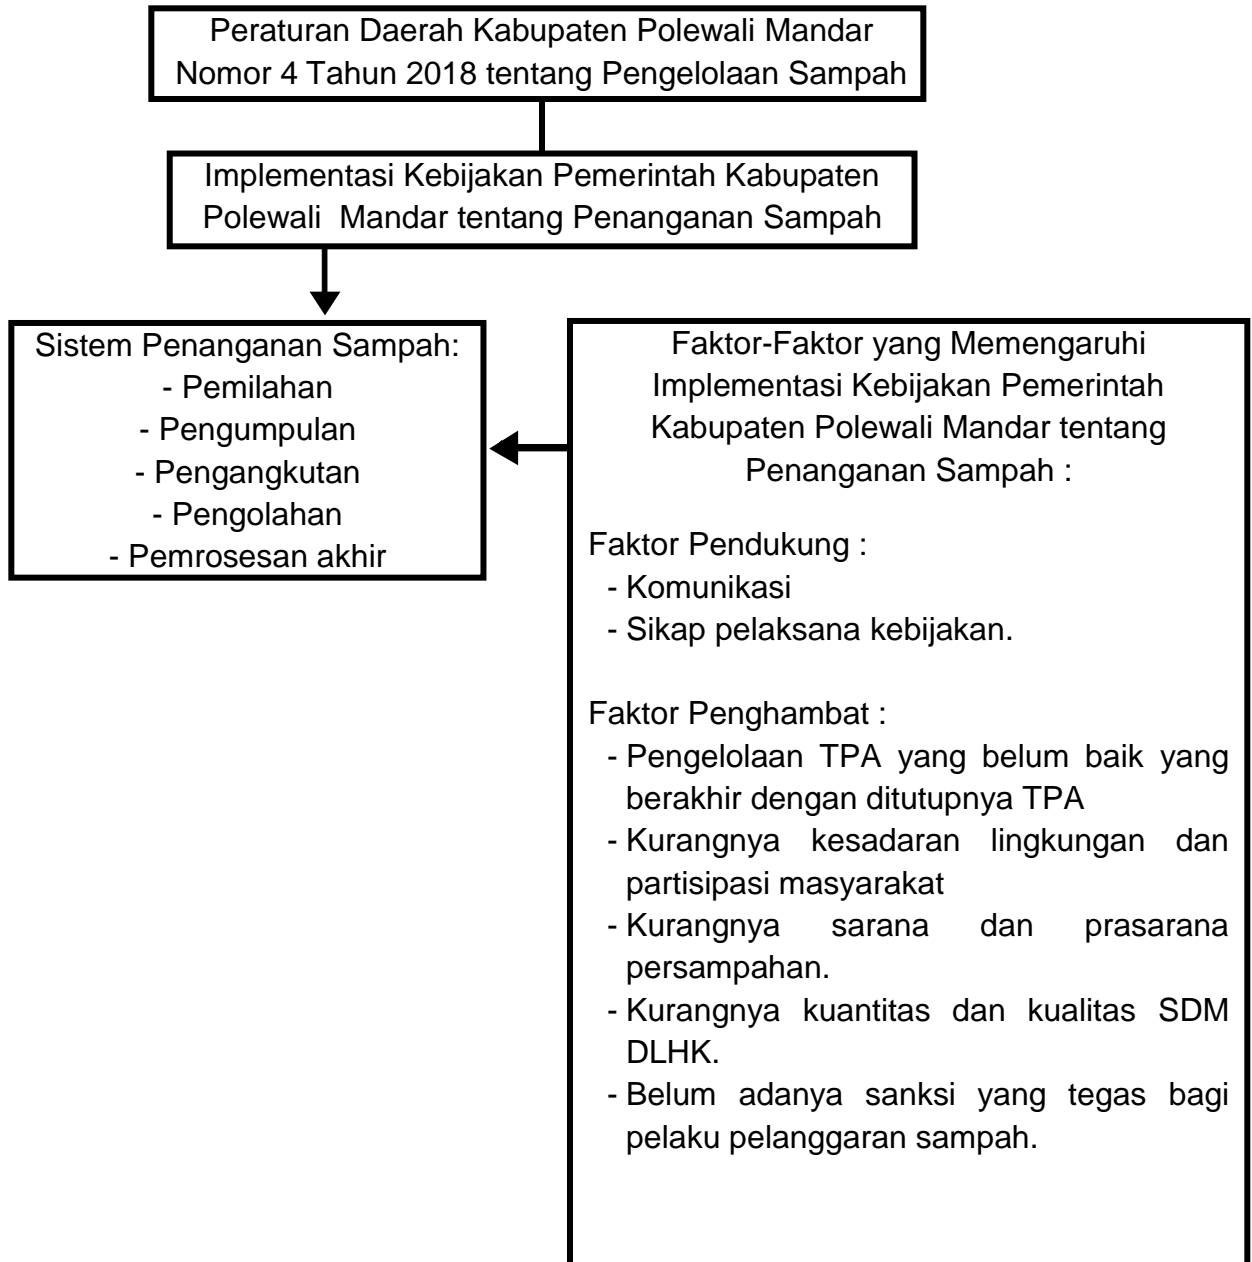 Peraturan Daerah Kabupaten Polewali Mandar
Nomor 4 Tahun 2018 tentang Pengelolaan Sampah
Implementasi Kebijakan Pemerintah Kabupaten
Polewali  Mandar tentang Penanganan Sampah
Sistem Penanganan Sampah:
- Pemilahan
- Pengumpulan
- Pengangkutan
- Pengolahan
- Pemrosesan akhir
Faktor-Faktor yang Memengaruhi
Implementasi Kebijakan Pemerintah
Kabupaten Polewali Mandar tentang
Penanganan Sampah :
Faktor Pendukung :
- Komunikasi
- Sikap pelaksana kebijakan.
Faktor Penghambat :
- Pengelolaan TPA yang belum baik yang
berakhir dengan ditutupnya TPA
- Kurangnya kesadaran lingkungan dan
partisipasi masyarakat
- Kurangnya sarana dan prasarana
persampahan.
- Kurangnya kuantitas dan kualitas SDM
DLHK.
- Belum adanya sanksi yang tegas bagi
pelaku pelanggaran sampah.